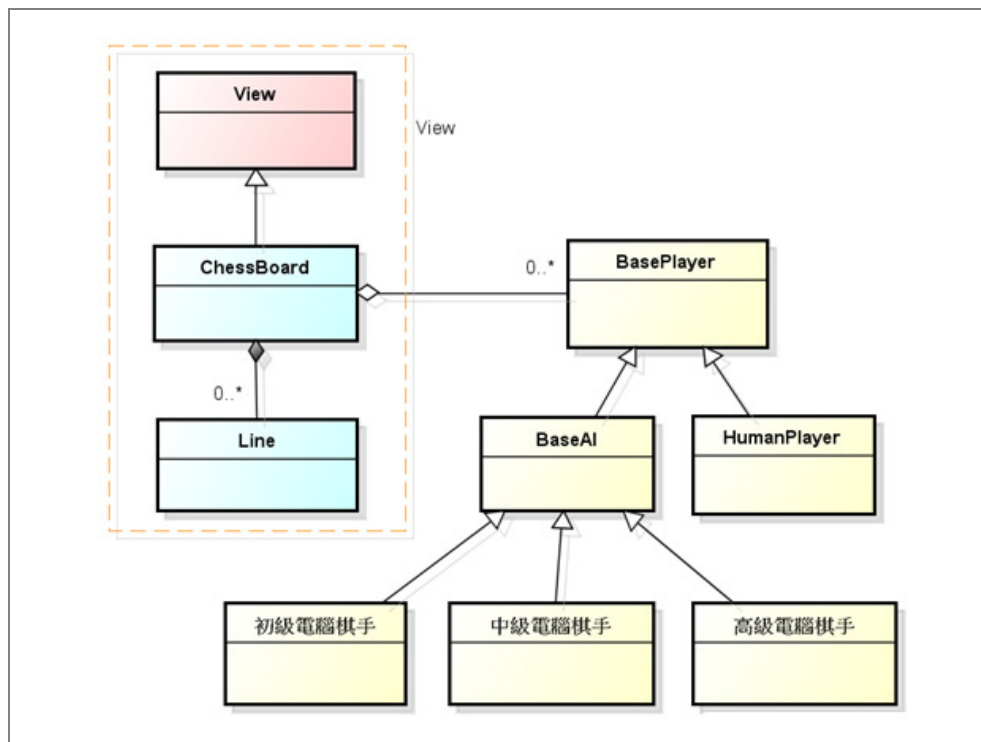 View
View
ChessBoard
0..*
BasePlayer
0..*
Line
BaseAI
HumanPlayer
初級電腦棋手
中級電腦棋手
高級電腦棋手